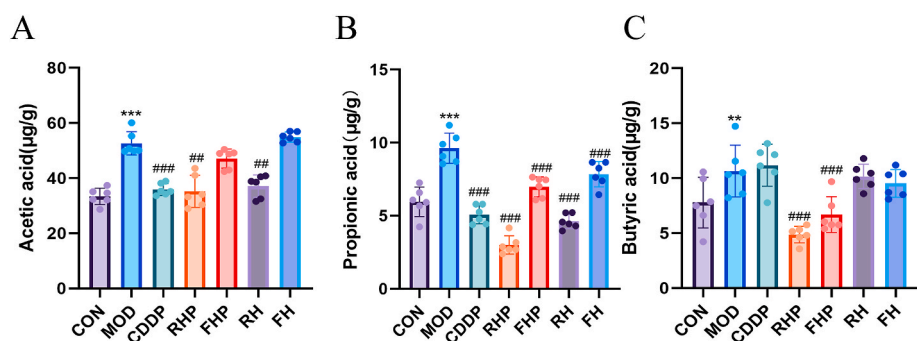 A
Acetic acid(μg/g)
80
60
40
20
0
***
###
##
##
CON
MOD
CDDP
RHP
FHP
RH
FH
B
Propionic acid(μg/g)
15
10
5
0
***
###
###
###
###
###
CON
MOD
CDDP
RHP
FHP
RH
FH
C
Butyric acid(μg/g)
20
15
10
5
0
**
###
###
CON
MOD
CDDP
RHP
FHP
RH
FH